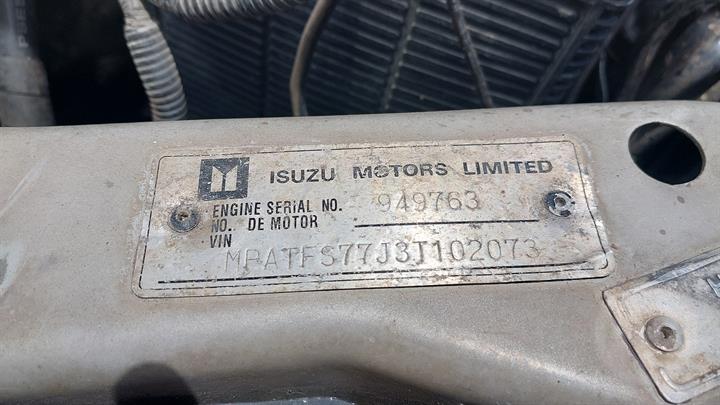 ISUZU MOTORS LIMITED
ENGINE SERIAL NO. 949763
NO. DE MOTOR
VIN MPATFS77J3T102073